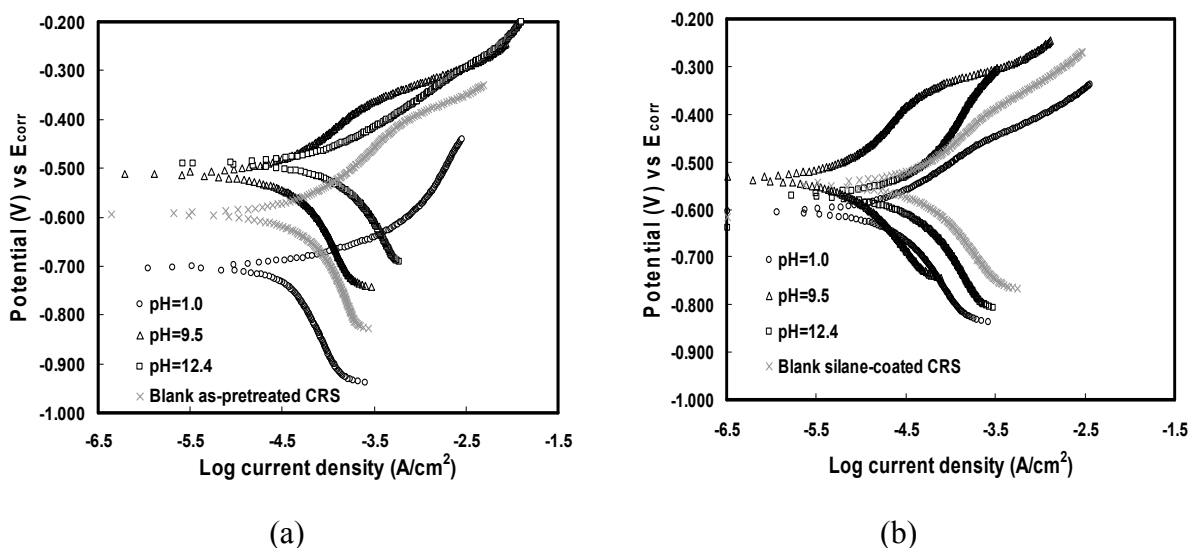 -0.200
-0.300
-0.400
-0.500
-0.600
-0.700
-0.800
-0.900
-1.000
Potential (V) vs Ecorr
pH=1.0
pH=9.5
pH=12.4
Blank as-pretreated CRS
-6.5 -5.5 -4.5 -3.5 -2.5 -1.5
Log current density (A/cm²)
(a)
(b)
-0.200
-0.300
-0.400
-0.500
-0.600
-0.700
-0.800
-0.900
-1.000
Potential (V) vs Ecorr
pH=1.0
pH=9.5
pH=12.4
Blank silane-coated CRS
-6.5 -5.5 -4.5 -3.5 -2.5 -1.5
Log current density (A/cm²)
(b)